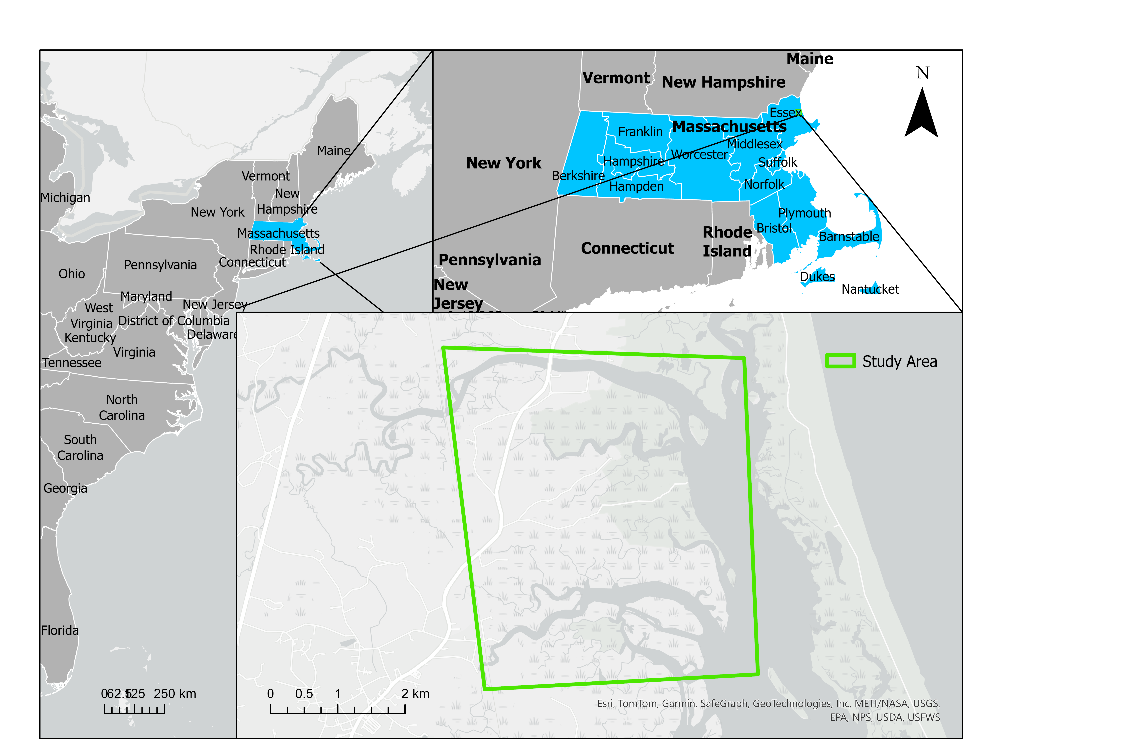 Maine
Vermont
New
Hampshire
Michigan
New York
Massachusetts
Rhode Island
Connecticut
Pennsylvania
Ohio
Maryland
New Jersey
West
Virginia
District of Columbia
Kentucky
Delaware
Virginia
Tennessee
North
Carolina
South
Carolina
Georgia
Florida
250 km
Maine
Vermont
New Hampshire
N
Essex
Franklin
Massachusetts
Middlesex
Worcester
New York
Hampshire
Suffolk
Berkshire
Hampden
Norfolk
Plymouth
Bristol
Rhode
Island
Barnstable
Connecticut
Pennsylvania
Dukes
New
Jersey
Nantucket
Study Area
0 0.5 1 2 km
Esri, TomTom, Garmin, SafeGraph, GeoTechnologies, Inc, METI/NASA, USGS,
EPA, NPS, USDA, USFWS